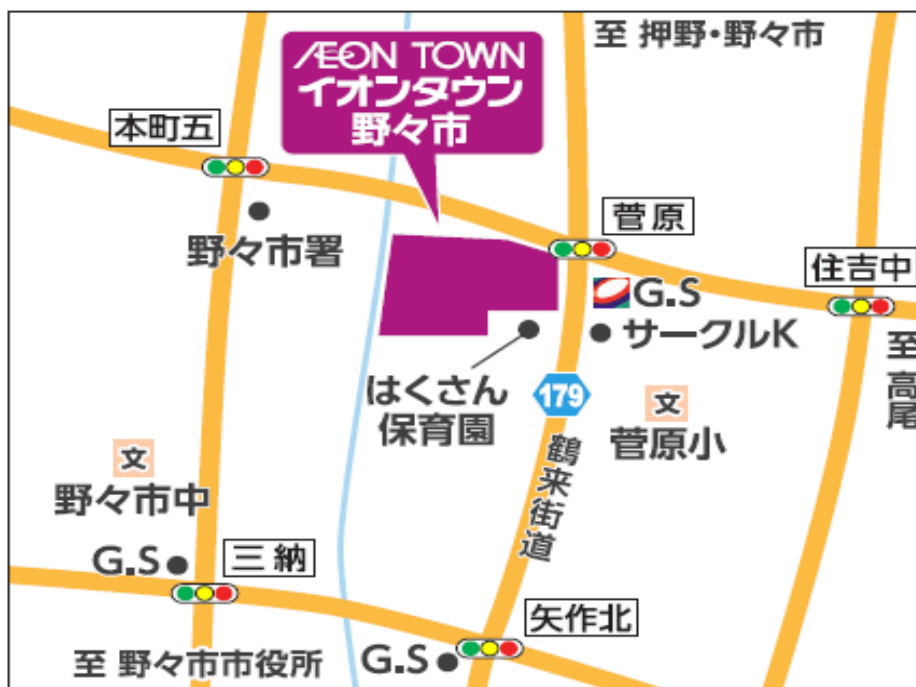 至 押野・野々市
ÆON TOWN
イオンタウン
野々市
本町五
菅原
野々市署
住吉中
G.S
サークルK
至
高
尾
はくさん
保育園
179
文
菅原小
鶴来街道
文
野々市中
G.S
三納
矢作北
至 野々市市役所
G.S